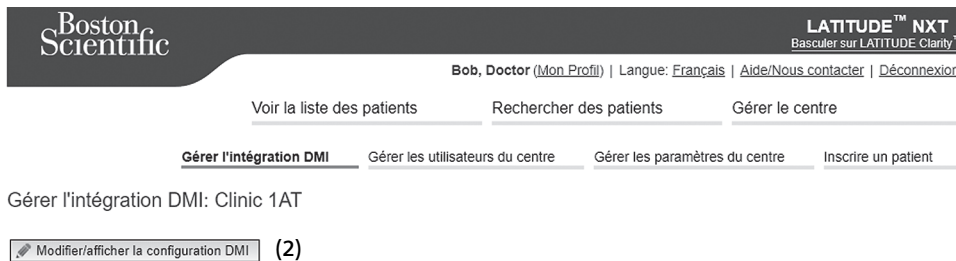 Boston
Scientific
LATITUDE™ NXT
Basculer sur LATITUDE Clarity™
Bob, Doctor (Mon Profil) | Langue: Français | Aide/Nous contacter | Déconnexion
Voir la liste des patients Rechercher des patients Gérer le centre
Gérer l'intégration DMI Gérer les utilisateurs du centre Gérer les paramètres du centre Inscrire un patient
Gérer l'intégration DMI: Clinic 1AT
Modifier/afficher la configuration DMI (2)